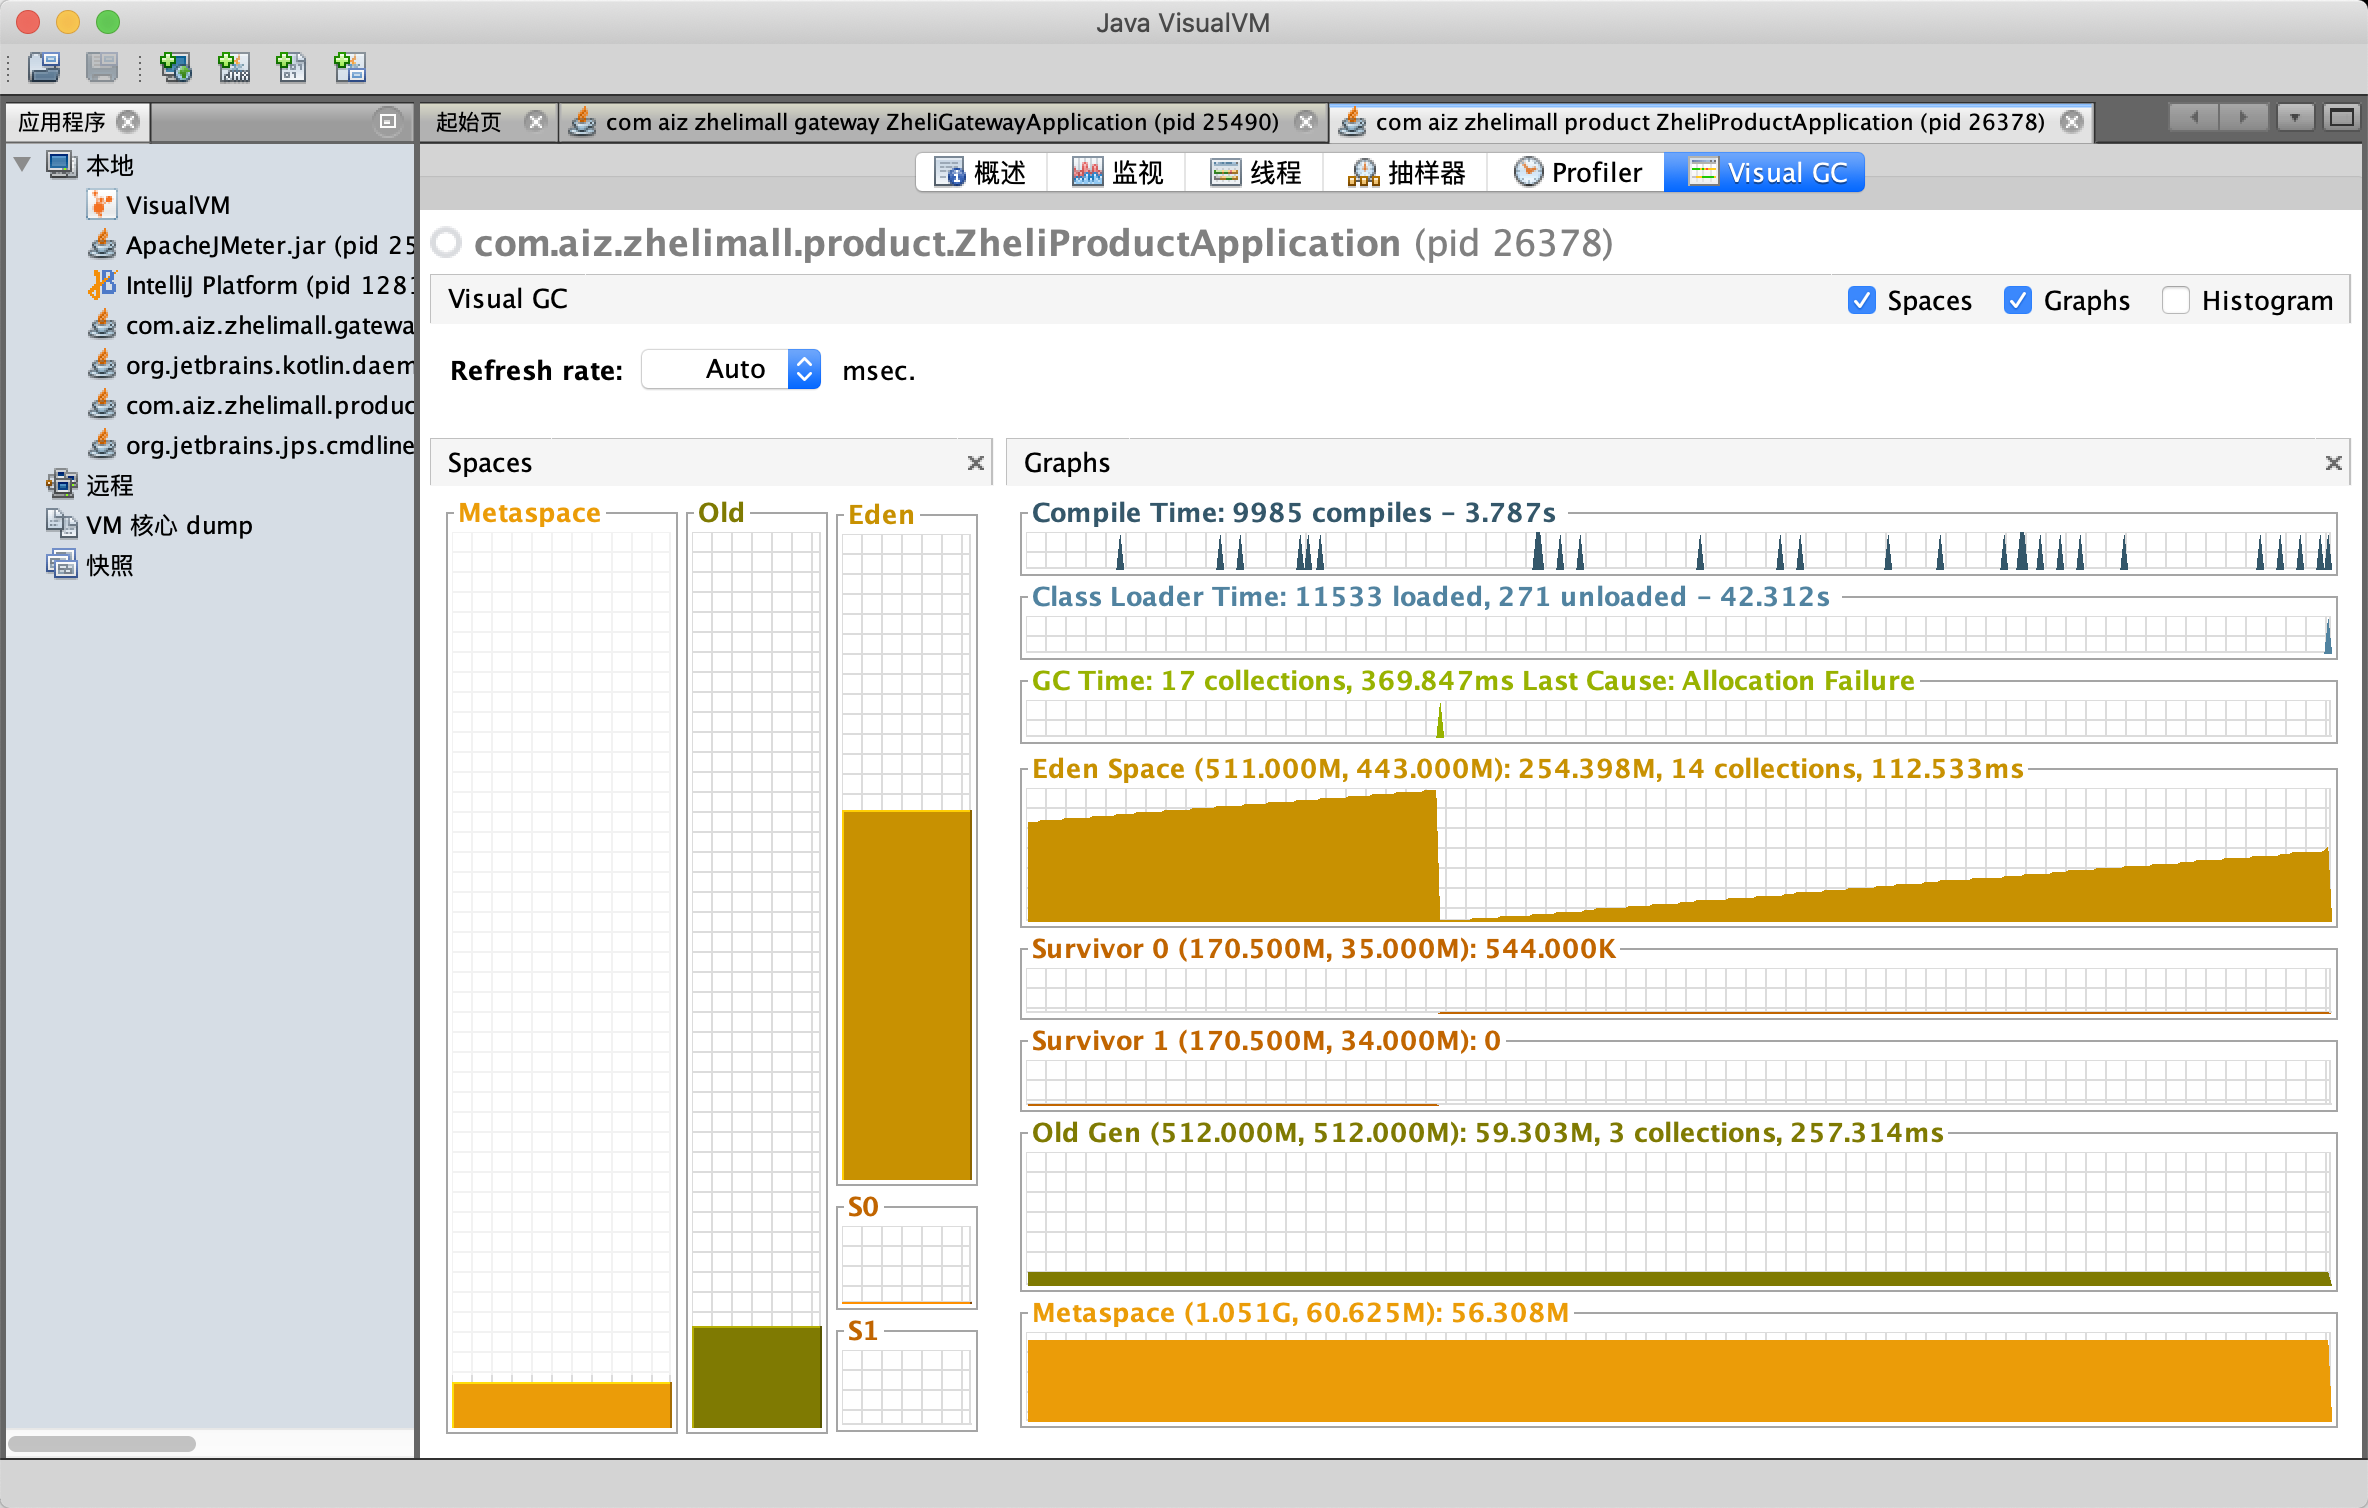 Java VisualVM
应用程序
起始页
com aiz zhelimall gateway ZheliGatewayApplication (pid 25490)
com aiz zhelimall product ZheliProductApplication (pid 26378)
本地
VisualVM
ApacheJMeter.jar (pid 25
IntelliJ Platform (pid 1281
com.aiz.zhelimall.gatewa
org.jetbrains.kotlin.daem
com.aiz.zhelimall.produc
org.jetbrains.jps.cmdline
远程
VM 核心 dump
快照
概述
监视
线程
抽样器
Profiler
Visual GC
com.aiz.zhelimall.product.ZheliProductApplication (pid 26378)
Visual GC
Spaces
Graphs
Histogram
Refresh rate: Auto msec.
Spaces
Metaspace
Old
Eden
S0
S1
Graphs
Compile Time: 9985 compiles - 3.787s
Class Loader Time: 11533 loaded, 271 unloaded - 42.312s
GC Time: 17 collections, 369.847ms Last Cause: Allocation Failure
Eden Space (511.000M, 443.000M): 254.398M, 14 collections, 112.533ms
Survivor 0 (170.500M, 35.000M): 544.000K
Survivor 1 (170.500M, 34.000M): 0
Old Gen (512.000M, 512.000M): 59.303M, 3 collections, 257.314ms
Metaspace (1.051G, 60.625M): 56.308M